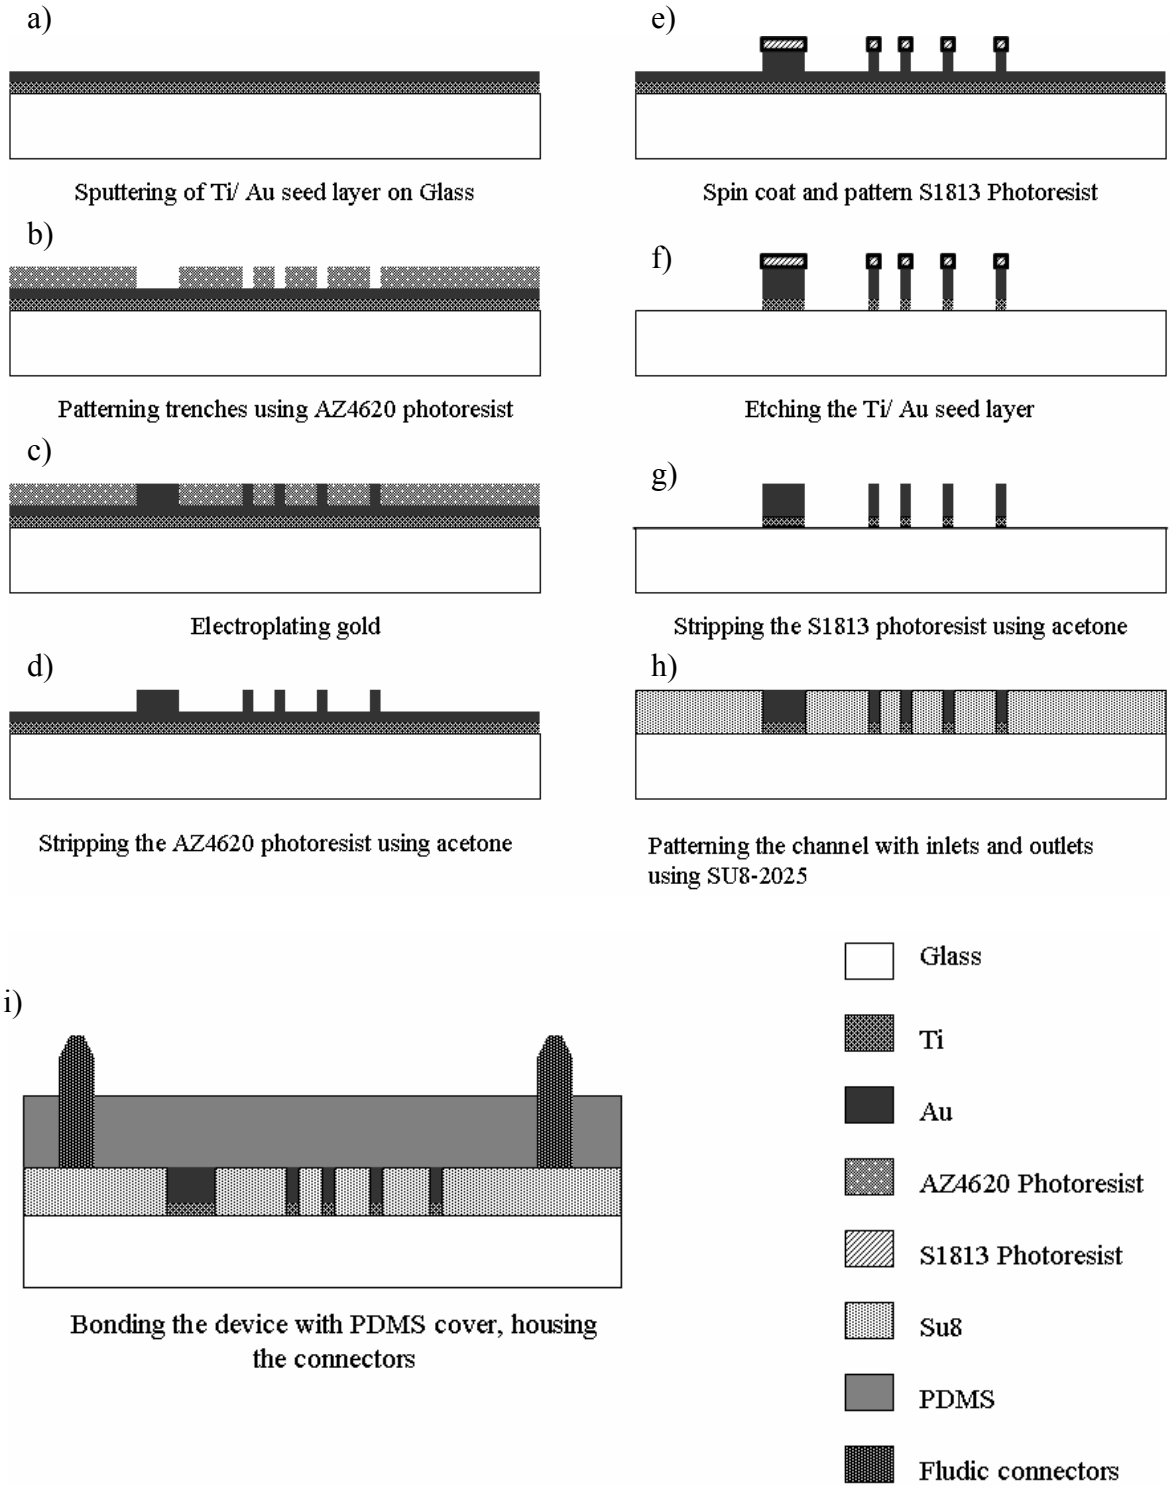 a)
Sputtering of Ti/ Au seed layer on Glass
b)
Patterning trenches using AZ4620 photoresist
c)
Electroplating gold
d)
Stripping the AZ4620 photoresist using acetone
e)
Spin coat and pattern S1813 Photoresist
f)
Etching the Ti/ Au seed layer
g)
Stripping the S1813 photoresist using acetone
h)
Patterning the channel with inlets and outlets
using SU8-2025
i)
Bonding the device with PDMS cover, housing
the connectors
Glass
Ti
Au
AZ4620 Photoresist
S1813 Photoresist
Su8
PDMS
Fludic connectors